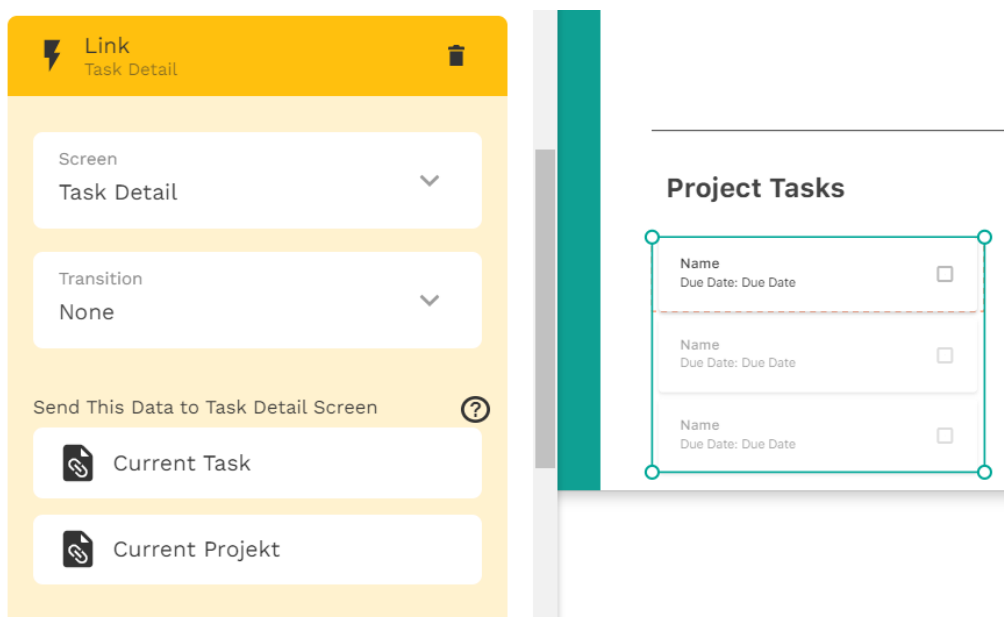 Link
Task Detail
Screen
Task Detail
Transition
None
Send This Data to Task Detail Screen
?
Current Task
Current Projekt
Project Tasks
Name
Due Date: Due Date
Name
Due Date: Due Date
Name
Due Date: Due Date